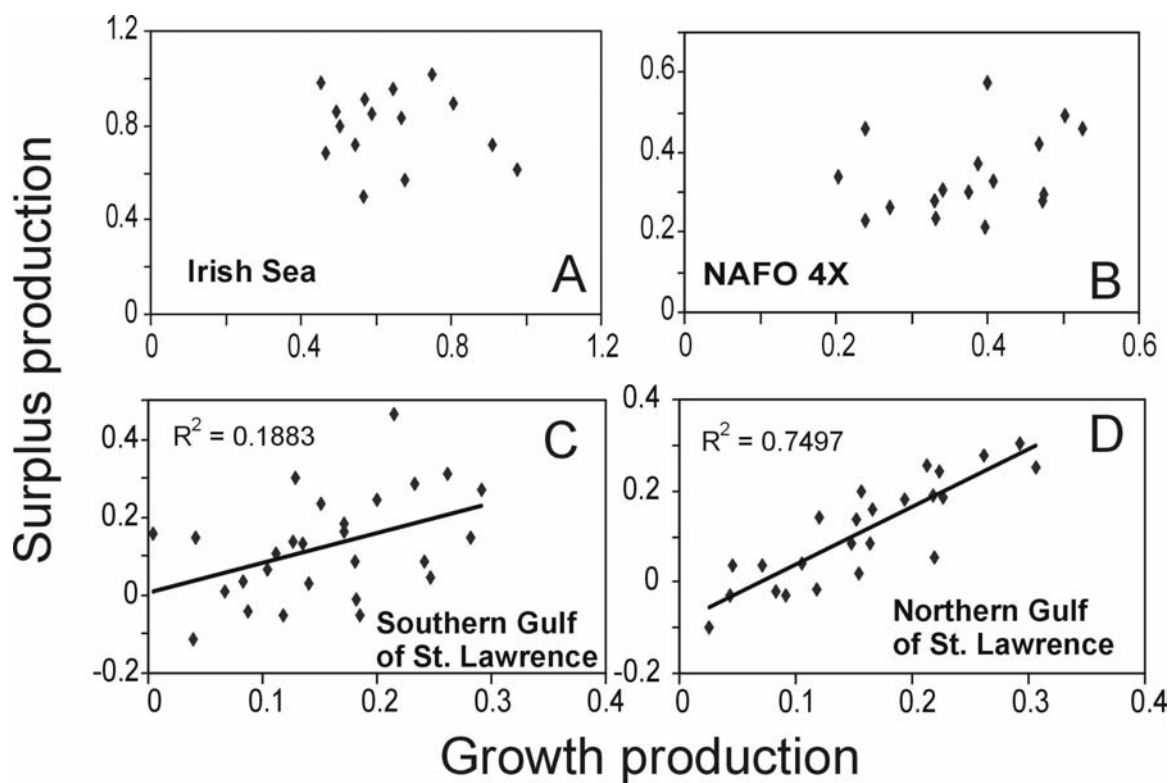 Surplus production
1.2
0.8
0.4
0
Irish Sea
A
0
0.4
0.8
1.2
0.6
0.4
0.2
0
NAFO 4X
B
0
0.2
0.4
0.6
0.4
0.2
0
-0.2
R² = 0.1883
C
Southern Gulf
of St. Lawrence
0
0.1
0.2
0.3
0.4
0.4
0.2
0
-0.2
R² = 0.7497
D
Northern Gulf
of St. Lawrence
0
0.1
0.2
0.3
0.4
Growth production